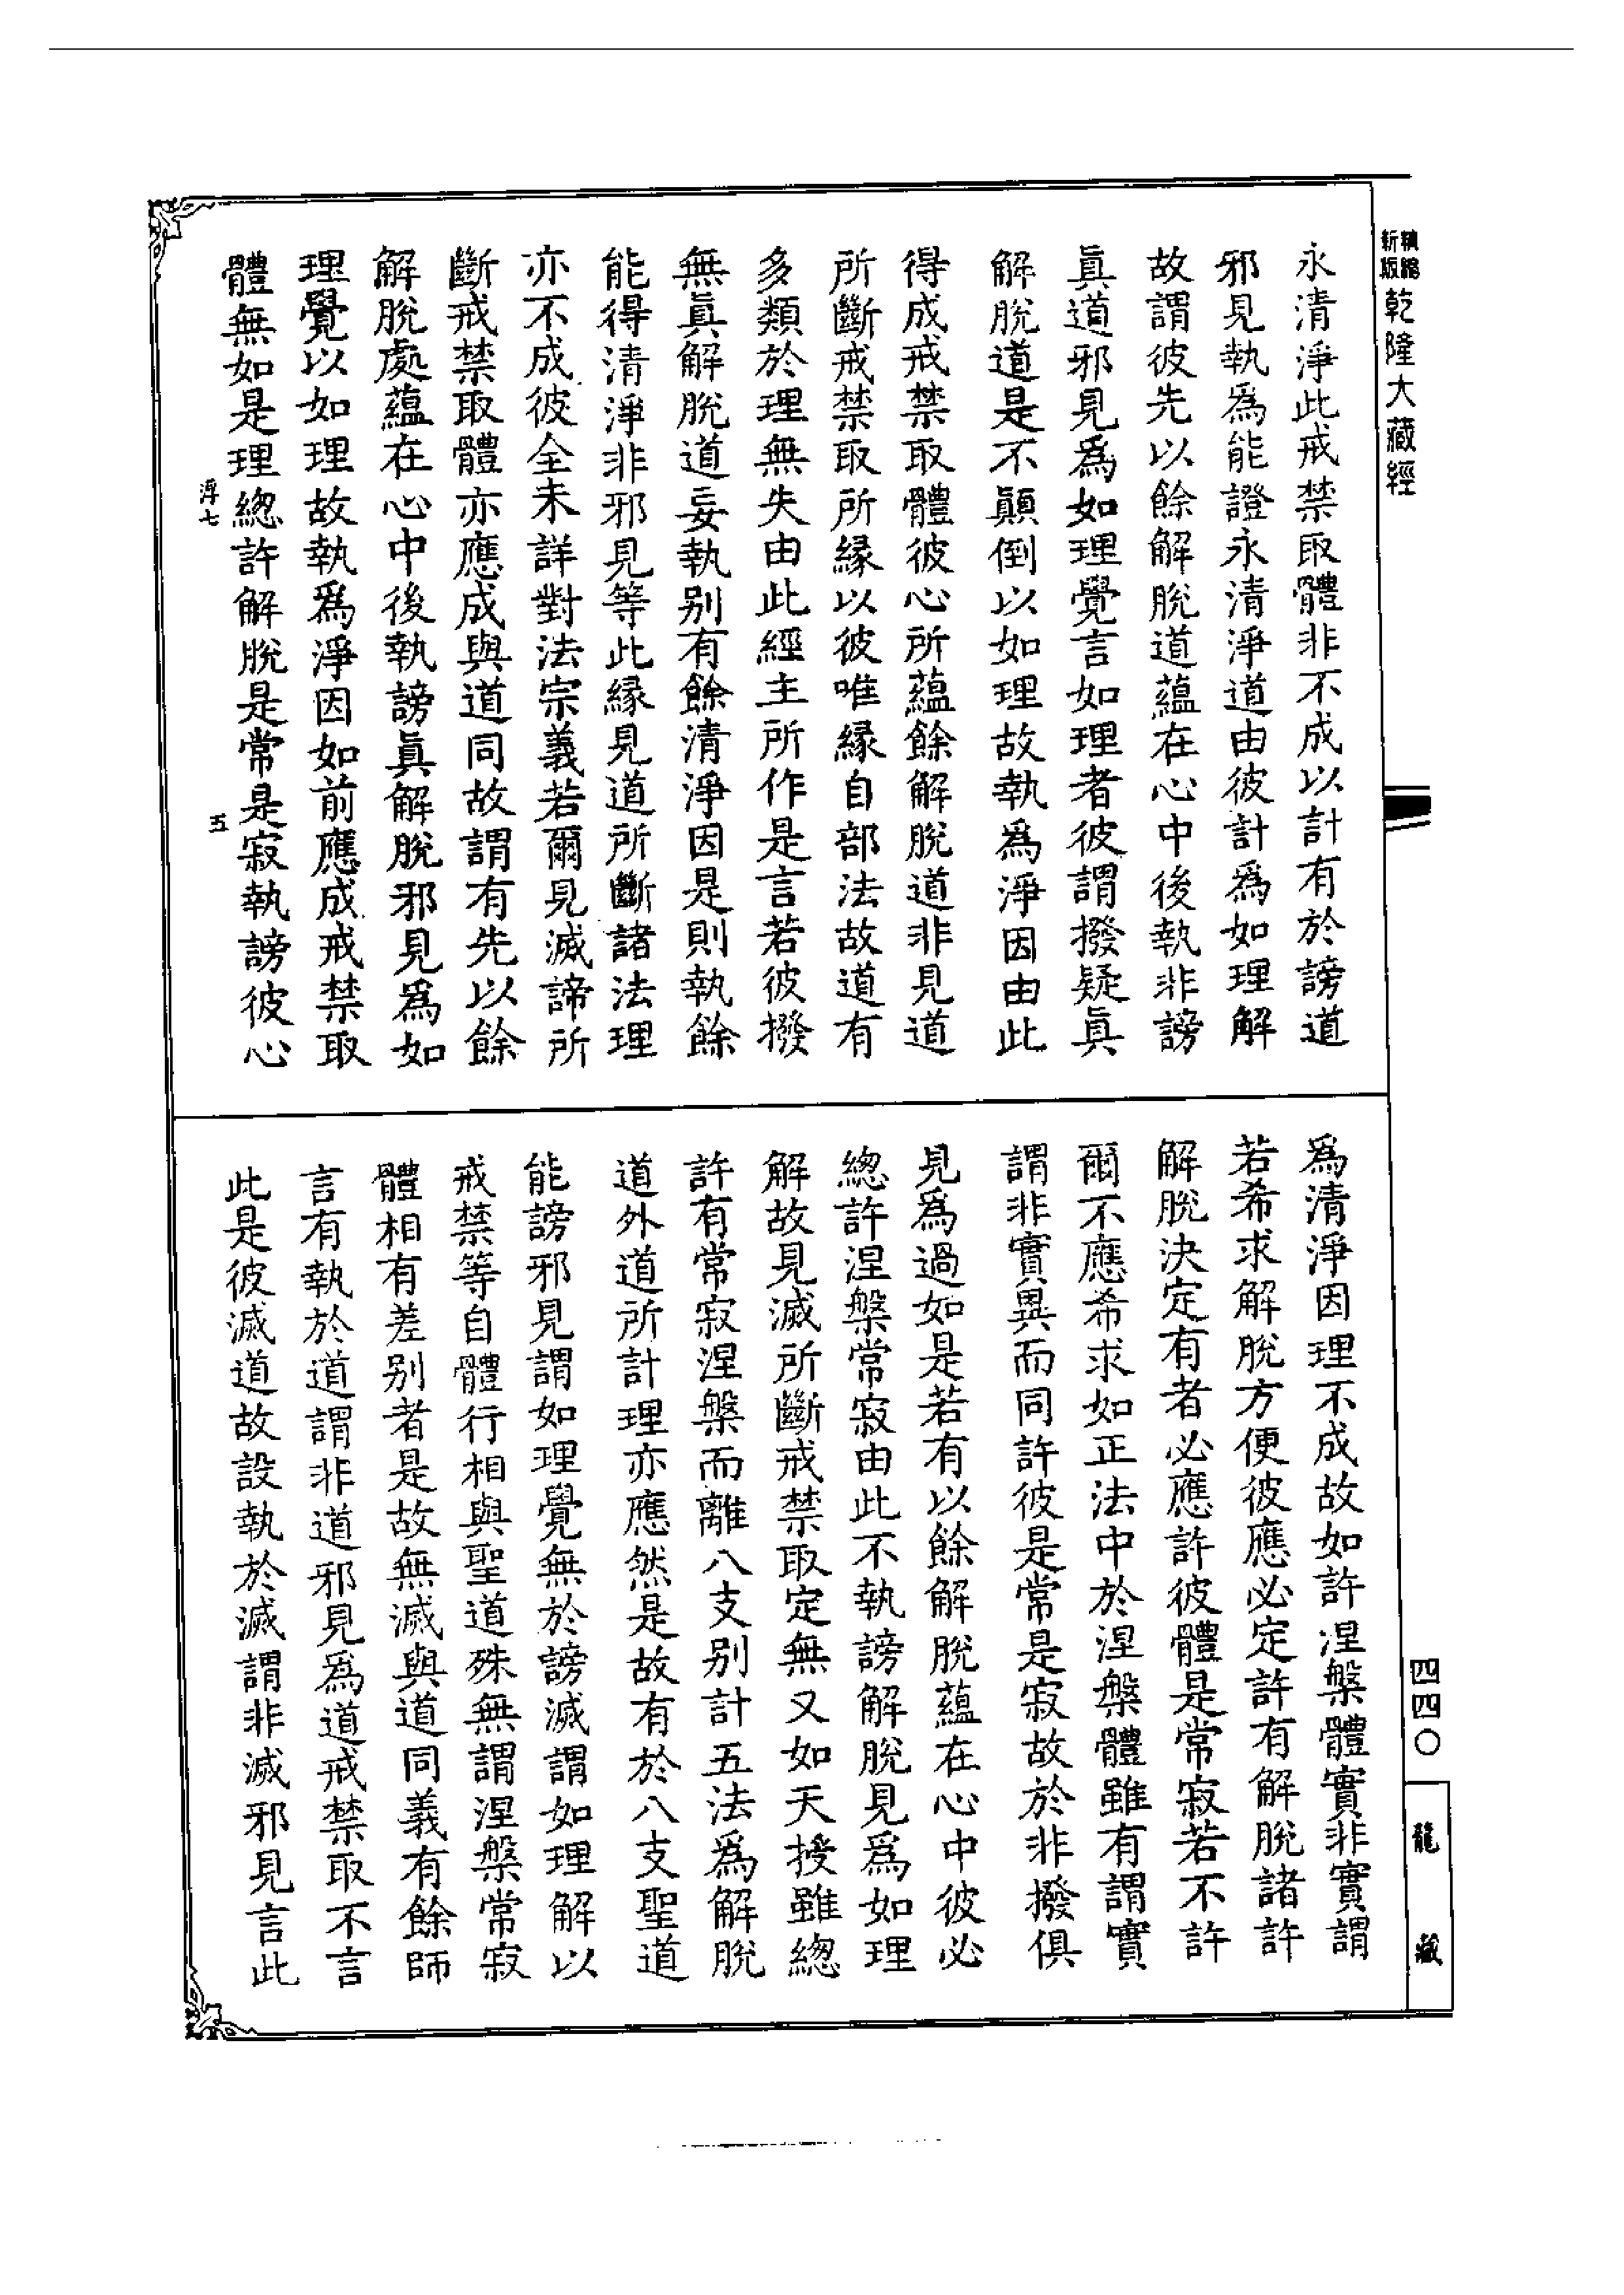 新編縮版乾隆大藏經
永清淨此戒禁取體非不成以計有於謗道
邪見執為能證永清淨道由彼計為如理解
故謂彼先以餘解脫道蘊在心中後執非謗
真道邪見為如理覺言如理者彼謂撥疑真
解脫道是不顛倒以如理故執為淨因由此
得成戒禁取體彼心所蘊餘解脫道非見道
所斷戒禁取所緣以彼唯緣自部法故道有
多類於理無失由此經主所作是言若彼撥
無真解脫道妄執別有餘清淨因是則執餘
能得清淨非邪見等此緣見道所斷諸法理
亦不成彼全未詳對法宗義若爾見滅諦所
斷戒禁取體亦應成與道同故謂有先以餘
解脫處蘊在心中後執謗真解脫邪見為如
理覺以如理故執為淨因如前應成戒禁取
體無如是理總許解脫是常是寂執謗彼心
浮七
五
為清淨因理不成故如許涅槃體實非實謂
若希求解脫方便彼應必定許有解脫諸許
解脫決定有者必應許彼體是常寂若不許
爾不應希求如正法中於涅槃體雖有謂實
謂非實異而同許彼是常是寂故於非撥俱
見為過如是若有以餘解脫蘊在心中彼必
總許涅槃常寂由此不執謗解脫見為如理
解故見滅所斷戒禁取定無又如天授雖總
許有常寂涅槃而離八支別計五法為解脫
道外道所計理亦應然是故有於八支聖道
能謗邪見謂如理覺無於謗滅謂如理解以
戒禁等自體行相與聖道殊無謂涅槃常寂
體相有差別者是故無滅與道同義有餘師
言有執於道謂非道邪見為道戒禁取不言
此是彼滅道故設執於滅謂非滅邪見言此
四四〇
龍藏